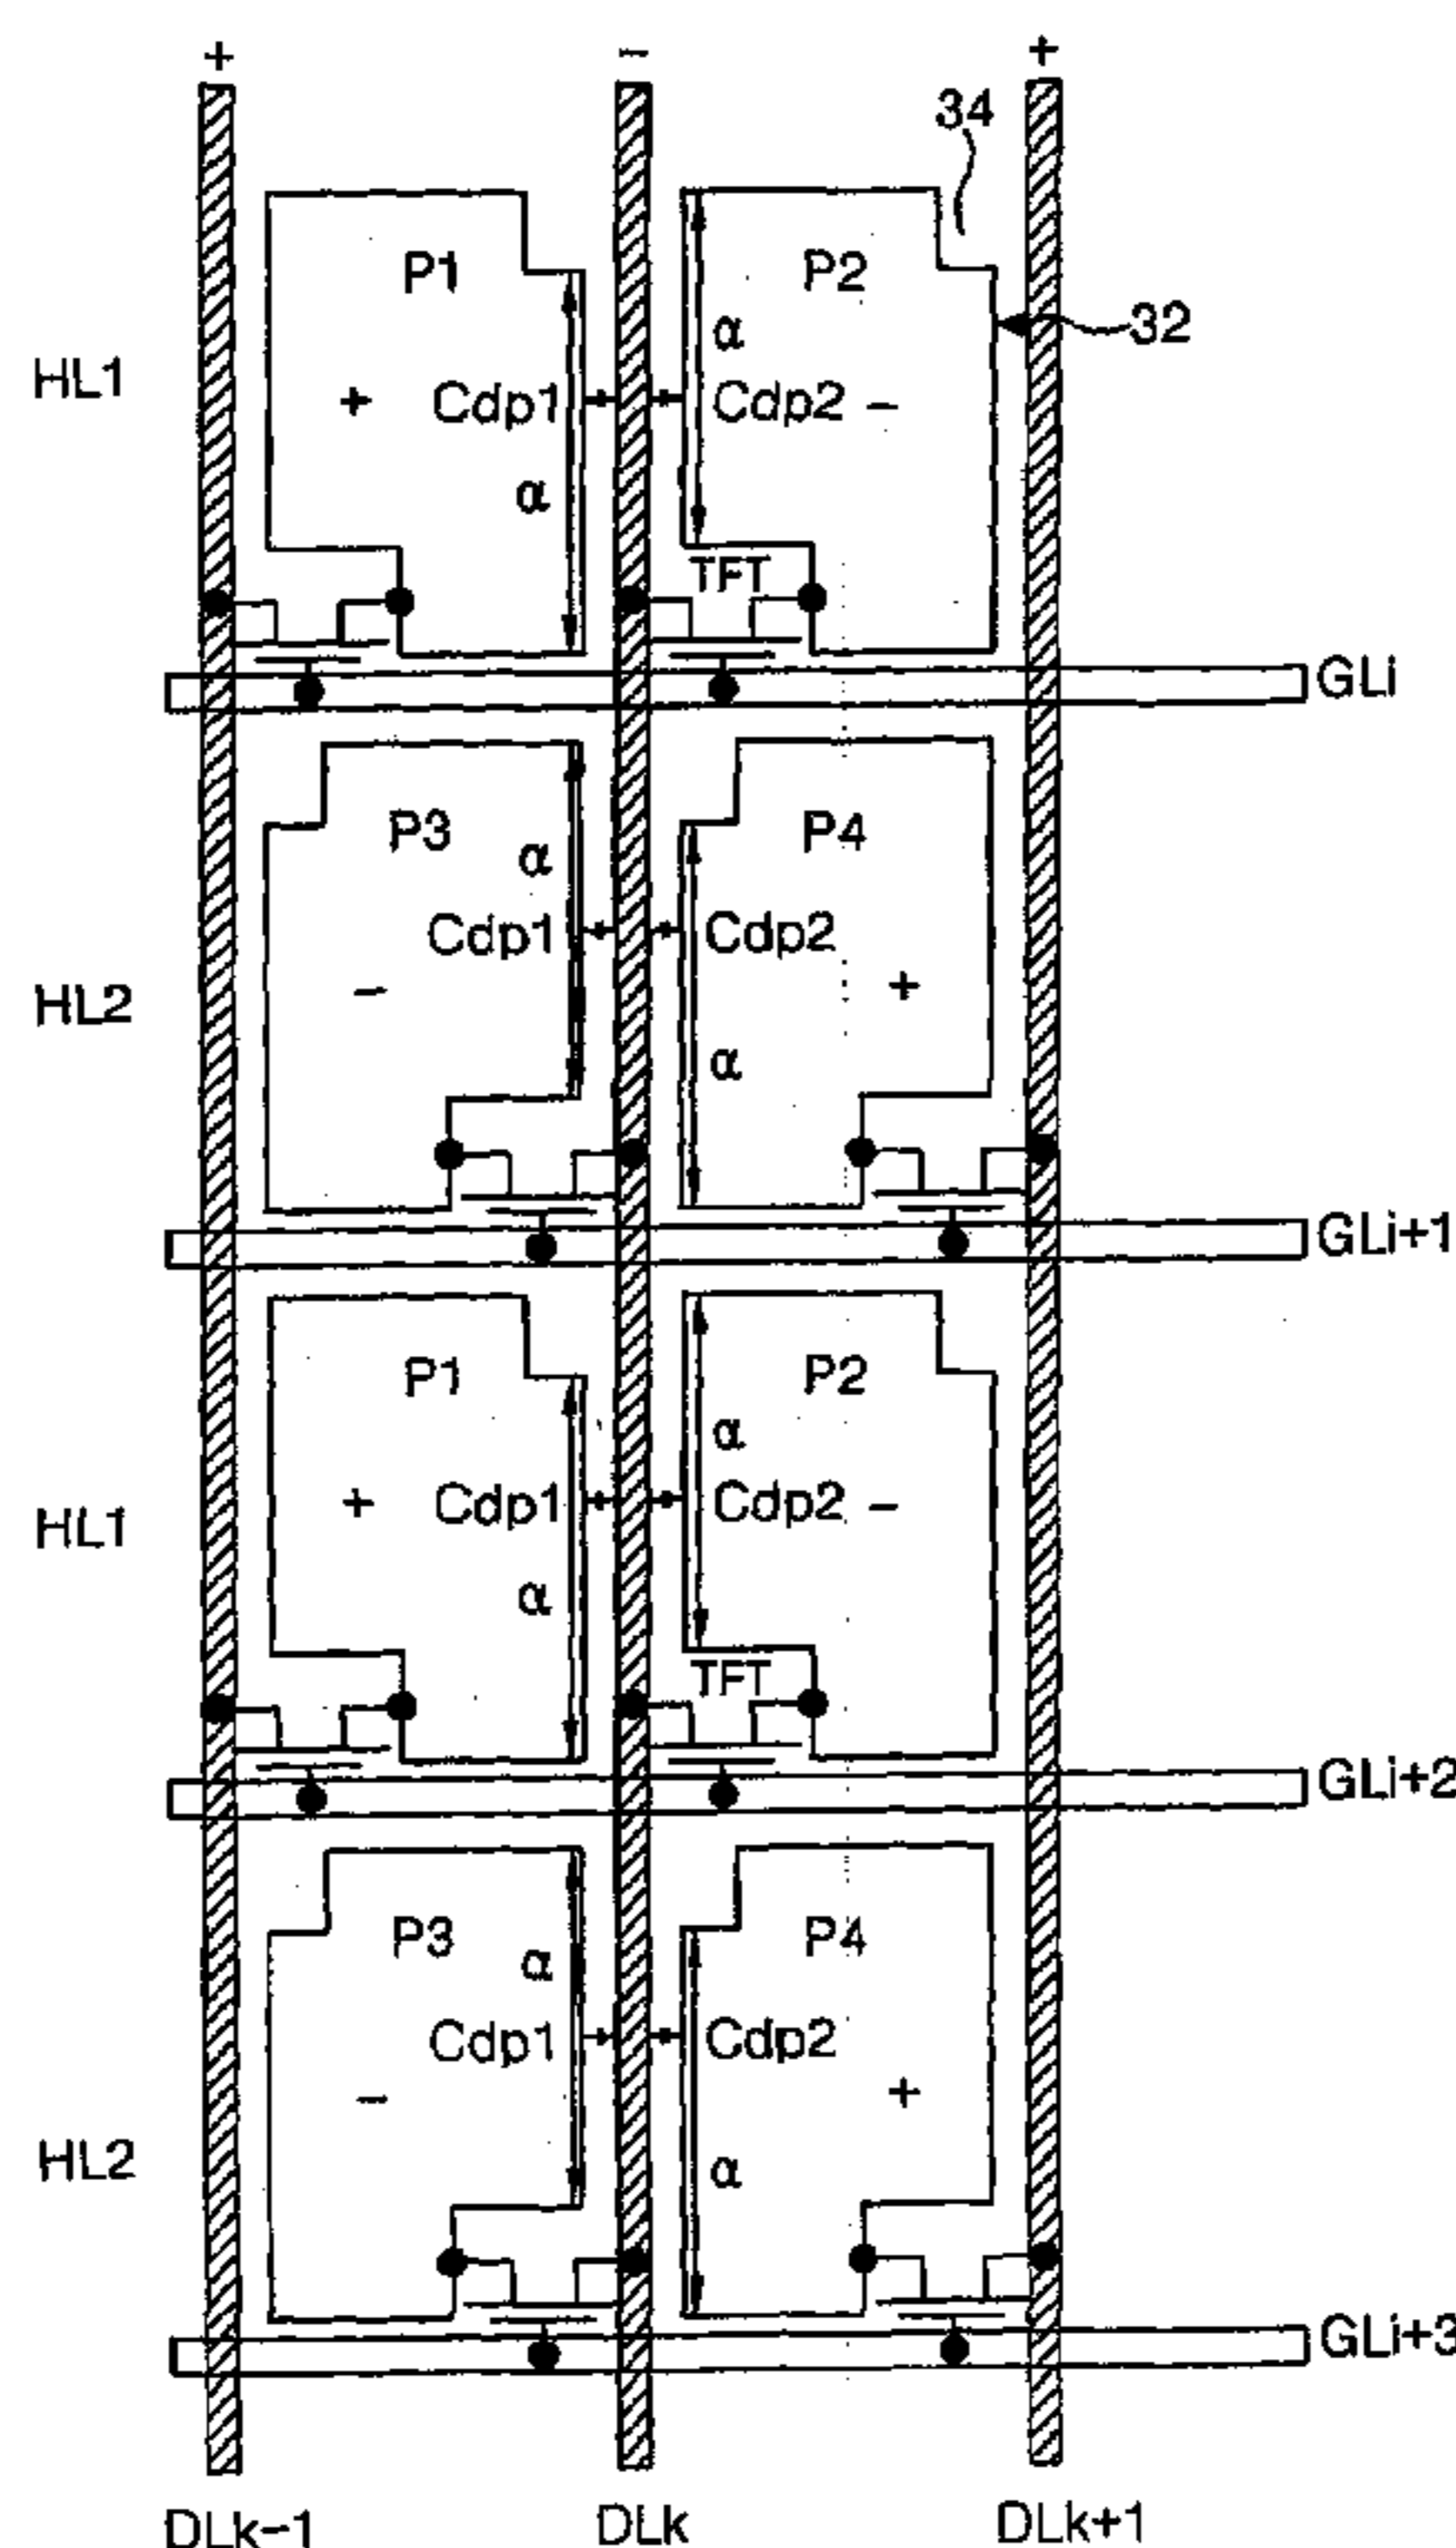 + - +
34
P1 P2
α
32
HL1 + Cdp1 Cdp2 -
α
TFT
GLi
P3 P4
α
Cdp1 Cdp2
HL2 - +
α
GLi+1
P1 P2
α
HL1 + Cdp1 Cdp2 -
α
TFT
GLi+2
P3 P4
α
Cdp1 Cdp2
- +
HL2 α
GLi+3
DLk-1 DLk DLk+1